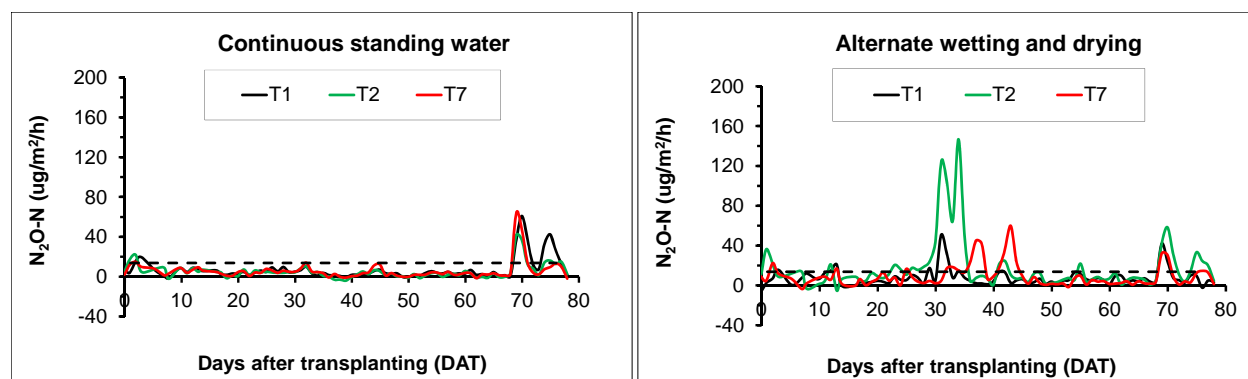 Continuous standing water
T1 T2 T7
N₂O-N (ug/m²/h)
200
160
120
80
40
0
-40
0 10 20 30 40 50 60 70 80
Days after transplanting (DAT)
Alternate wetting and drying
T1 T2 T7
N₂O-N (ug/m²/h)
200
160
120
80
40
0
-40
0 10 20 30 40 50 60 70 80
Days after transplanting (DAT)